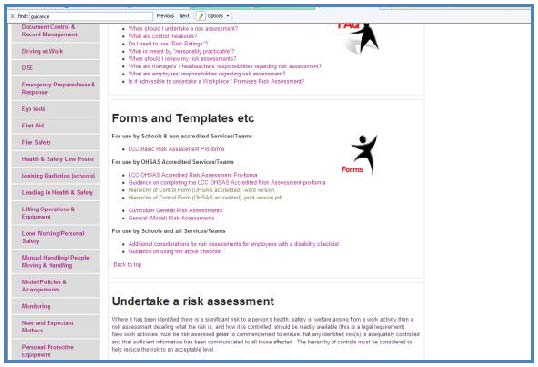 Find: guidance Previous Next Options
Document Control &
Record Management
Driving at Work
DSE
Emergency Preparedness &
Response
Eye tests
First Aid
Fire Safety
Health & Safety Law Poster
Ionising Radiation (schools)
Leading in Health & Safety
Lifting Operations &
Equipment
Lone Working/Personal
Safety
Manual Handling/People
Moving & Handling
Model Policies &
Arrangements
Monitoring
New and Expectant
Mothers
Personal Protective
Equipment
When should I undertake a risk assessment?
What are control measures?
Do I need to use "Risk Ratings"?
What is meant by "reasonably practicable"?
When should I review my risk assessments?
What are managers'/headteachers' responsibilities regarding risk assessment?
What are employees' responsibilities regarding risk assessment?
Is it admissible to undertake a Workplace / Premises Risk Assessment?
FAQ
Forms and Templates etc
For use by Schools & non accredited Services/Teams
LCC Basic Risk Assessment Pro-forma
For use by OHSAS Accredited Services/Teams
LCC OHSAS Accredited Risk Assessment Pro-forma
Guidance on completing the LCC OHSAS Accredited Risk Assessment pro-forma
Hierarchy of Control Form (OHSAS accredited) -word version
Hierarchy of Control Form (OHSAS accredited) -print version pdf
Curriculum General Risk Assessments
General (Model) Risk Assessments
For use by Schools and all Services/Teams
Additional considerations for risk assessments for employees with a disability checklist
Guidance on using the above checklist
Back to top
Forms
Undertake a risk assessment
Where it has been identified there is a significant risk to a person's health, safety or welfare arising from a work activity then a
risk assessment detailing what the risk is, and how it is controlled should be readily available (this is a legal requirement).
New work activities must be risk assessed prior to commencement to ensure that any identified risk(s) is adequately controlled
and that sufficient information has been communicated to all those affected. The hierarchy of controls must be considered to
help reduce the risk to an acceptable level.